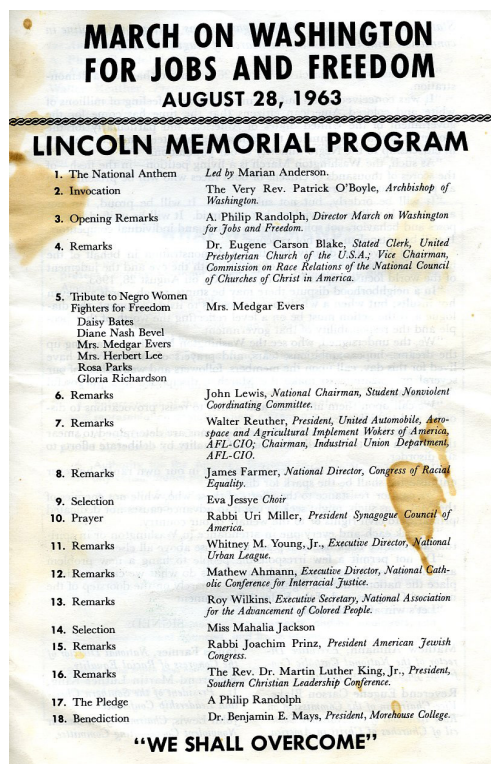 MARCH ON WASHINGTON
FOR JOBS AND FREEDOM
AUGUST 28, 1963
LINCOLN MEMORIAL PROGRAM
1. The National Anthem Led by Marian Anderson.
2. Invocation The Very Rev. Patrick O'Boyle, Archbishop of
Washington.
3. Opening Remarks A. Philip Randolph, Director March on Washington
for Jobs and Freedom.
4. Remarks Dr. Eugene Carson Blake, Stated Clerk, United
Presbyterian Church of the U.S.A.; Vice Chairman,
Commission on Race Relations of the National Council
of Churches of Christ in America.
5. Tribute to Negro Women
Fighters for Freedom Mrs. Medgar Evers
Daisy Bates
Diane Nash Bevel
Mrs. Medgar Evers
Mrs. Herbert Lee
Rosa Parks
Gloria Richardson
6. Remarks John Lewis, National Chairman, Student Nonviolent
Coordinating Committee.
7. Remarks Walter Reuther, President, United Automobile, Aero-
space and Agricultural Implement Wokers of America,
AFL-CIO; Chairman, Industrial Union Department,
AFL-CIO.
8. Remarks James Farmer, National Director, Congress of Racial
Equality.
9. Selection Eva Jessye Choir
10. Prayer Rabbi Uri Miller, President Synagogue Council of
America.
11. Remarks Whitney M. Young, Jr., Executive Director, National
Urban League.
12. Remarks Mathew Ahmann, Executive Director, National Cath-
olic Conference for Interracial Justice.
13. Remarks Roy Wilkins, Executive Secretary, National Association
for the Advancement of Colored People.
14. Selection Miss Mahalia Jackson
15. Remarks Rabbi Joachim Prinz, President American Jewish
Congress.
16. Remarks The Rev. Dr. Martin Luther King, Jr., President,
Southern Christian Leadership Conference.
17. The Pledge A Philip Randolph
18. Benediction Dr. Benjamin E. Mays, President, Morehouse College.
"WE SHALL OVERCOME"